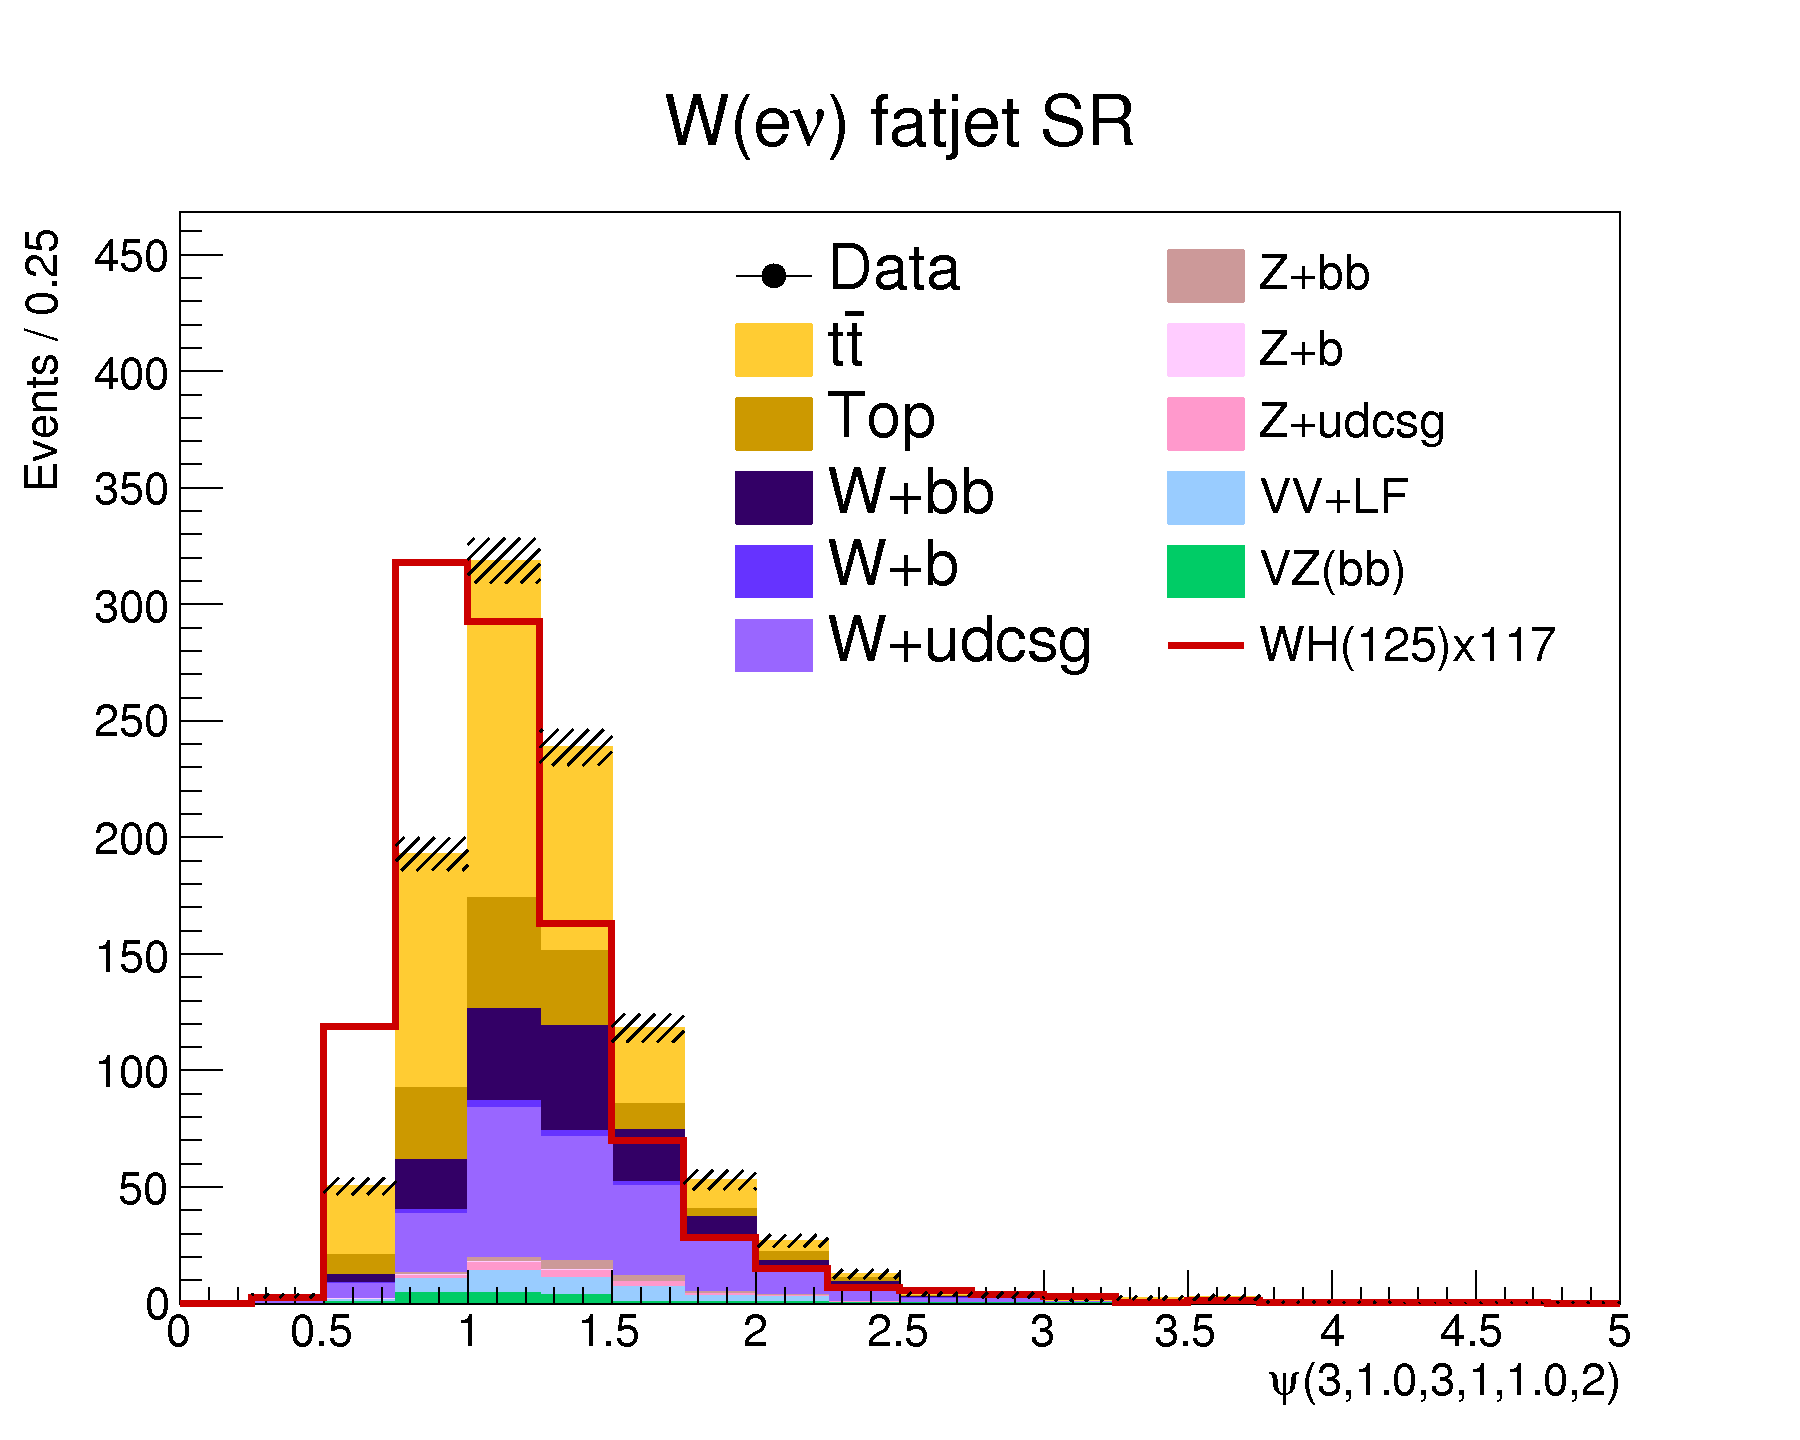 W(eν) fatjet SR
Events / 0.25
450
400
350
300
250
200
150
100
50
0
Data
tt̄
Top
W+bb
W+b
W+udcsg
Z+bb
Z+b
Z+udcsg
VV+LF
VZ(bb)
WH(125)x117
0 0.5 1 1.5 2 2.5 3 3.5 4 4.5 5
ψ(3,1.0,3,1,1.0,2)